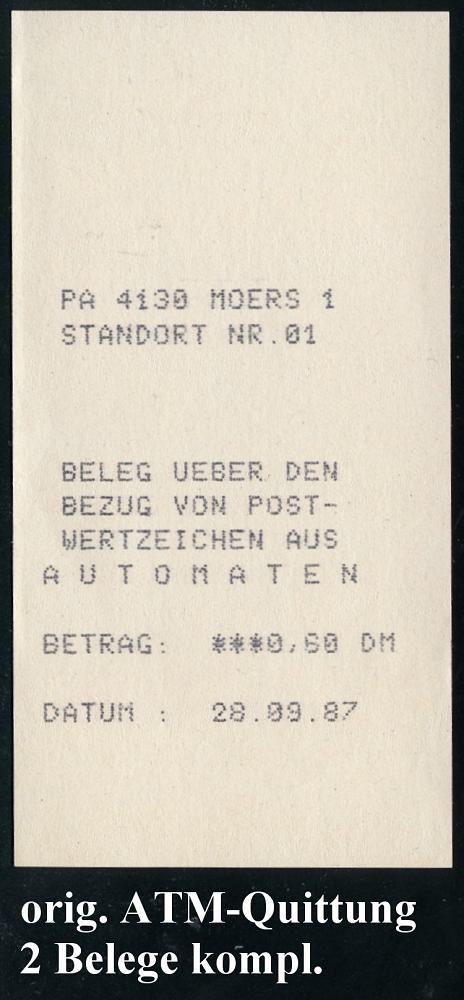 PA 4130 MOERS 1
STANDORT NR.01
BELEG UEBER DEN
BEZUG VON POST-
WERTZEICHEN AUS
A U T O M A T E N
BETRAG: ***0,60 DM
DATUM : 28.09.87
orig. ATM-Quittung
2 Belege kompl.